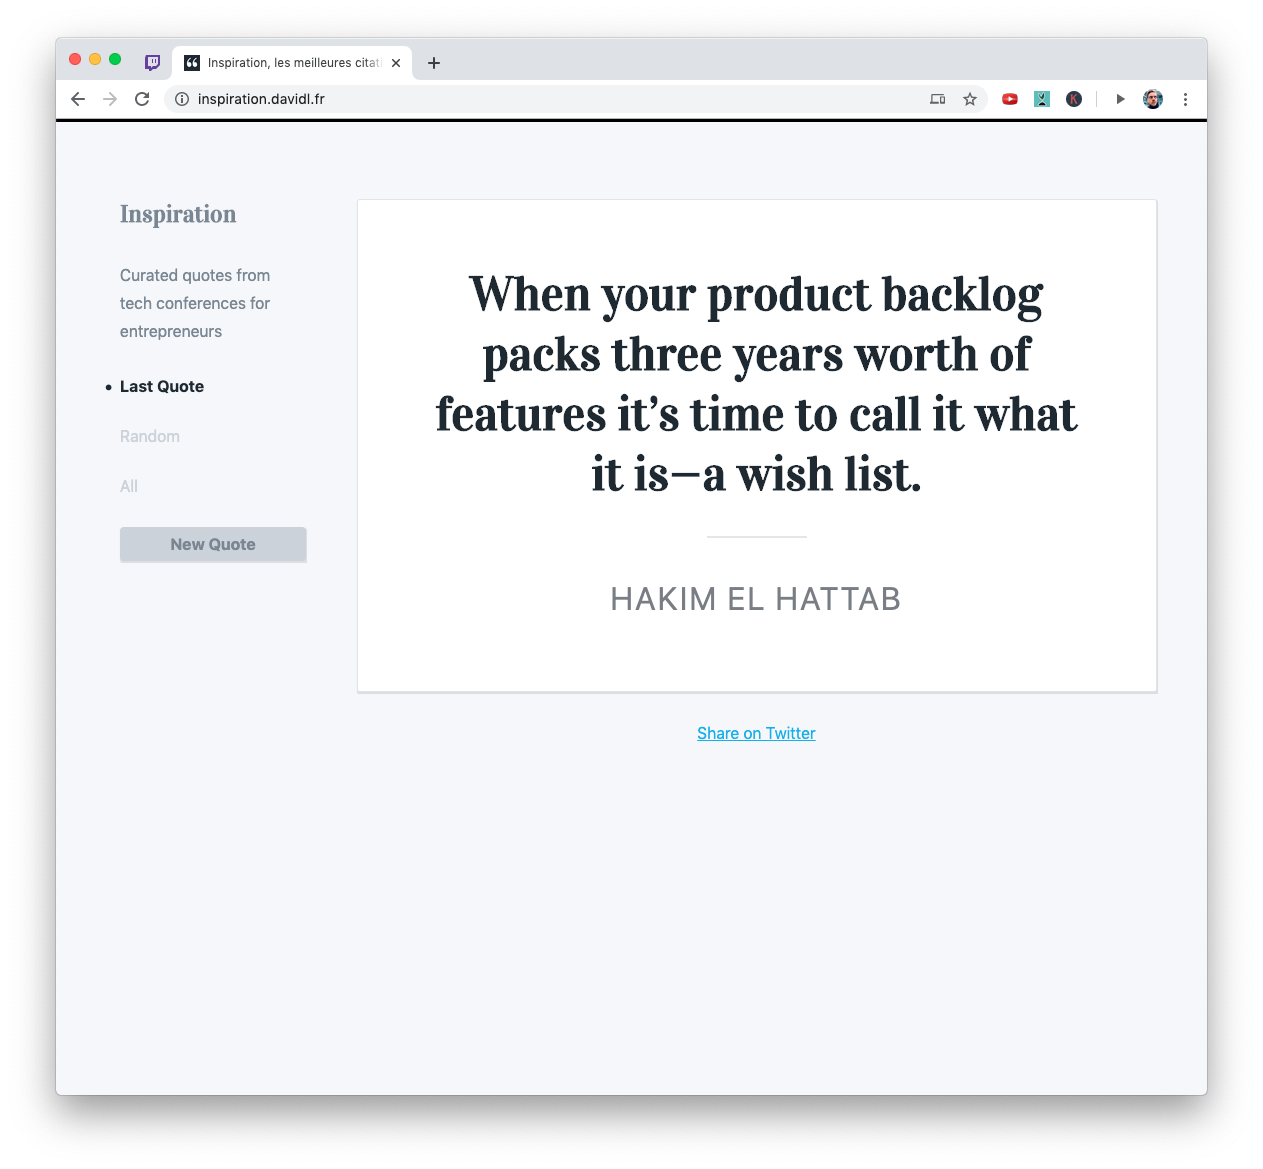 Inspiration, les meilleures citati
inspiration.davidl.fr
K
Inspiration
Curated quotes from
tech conferences for
entrepreneurs
• Last Quote
Random
All
New Quote
When your product backlog
packs three years worth of
features it’s time to call it what
it is—a wish list.
HAKIM EL HATTAB
Share on Twitter